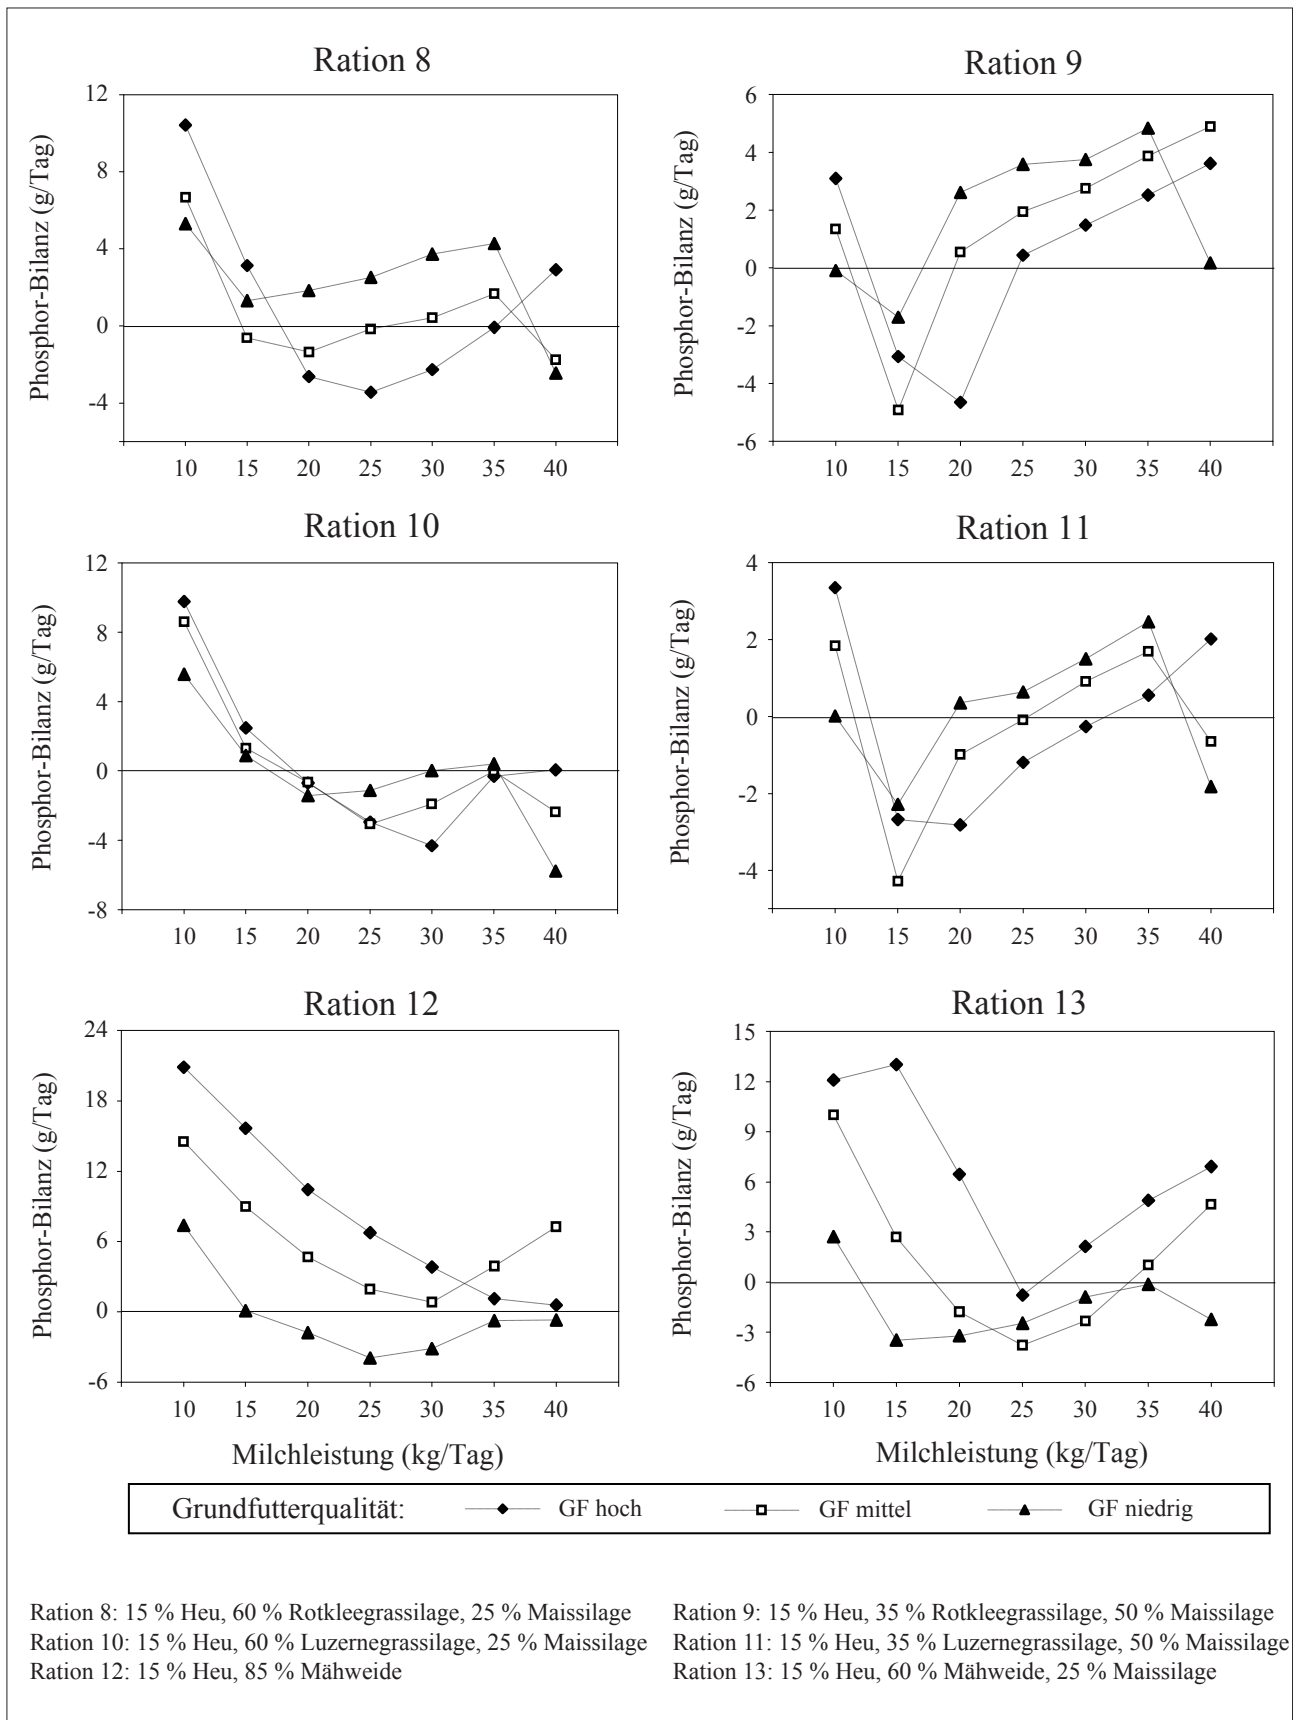 Ration 8
Phosphor-Bilanz (g/Tag)
12
8
4
0
-4
10 15 20 25 30 35 40
Ration 9
Phosphor-Bilanz (g/Tag)
6
4
2
0
-2
-4
-6
10 15 20 25 30 35 40
Ration 10
Phosphor-Bilanz (g/Tag)
12
8
4
0
-4
-8
10 15 20 25 30 35 40
Ration 11
Phosphor-Bilanz (g/Tag)
4
2
0
-2
-4
10 15 20 25 30 35 40
Ration 12
Phosphor-Bilanz (g/Tag)
24
18
12
6
0
-6
10 15 20 25 30 35 40
Milchleistung (kg/Tag)
Ration 13
Phosphor-Bilanz (g/Tag)
15
12
9
6
3
0
-3
-6
10 15 20 25 30 35 40
Milchleistung (kg/Tag)
Grundfutterqualität: GF hoch GF mittel GF niedrig
Ration 8: 15 % Heu, 60 % Rotkleegrassilage, 25 % Maissilage
Ration 9: 15 % Heu, 35 % Rotkleegrassilage, 50 % Maissilage
Ration 10: 15 % Heu, 60 % Luzernegrassilage, 25 % Maissilage
Ration 11: 15 % Heu, 35 % Luzernegrassilage, 50 % Maissilage
Ration 12: 15 % Heu, 85 % Mähweide
Ration 13: 15 % Heu, 60 % Mähweide, 25 % Maissilage